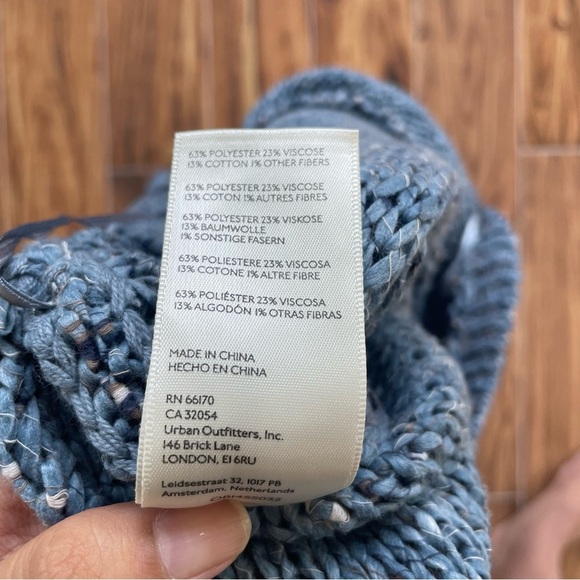 63% POLYESTER 23% VISCOSE
13% COTTON 1% OTHER FIBERS
63% POLYESTER 23% VISCOSE
13% COTON 1% AUTRES FIBRES
63% POLYESTER 23% VISKOSE
13% BAUMWOLLE
1% SONSTIGE FASERN
63% POLIESTERE 23% VISCOSA
13% COTONE 1% ALTRE FIBRE
63% POLIÉSTER 23% VISCOSA
13% ALGODÓN 1% OTRAS FIBRAS
MADE IN CHINA
HECHO EN CHINA
RN 66170
CA 32054
Urban Outfitters, Inc.
146 Brick Lane
LONDON, E1 6RU
Leidsestraat 32, 1017 PB
Amsterdam, Netherlands